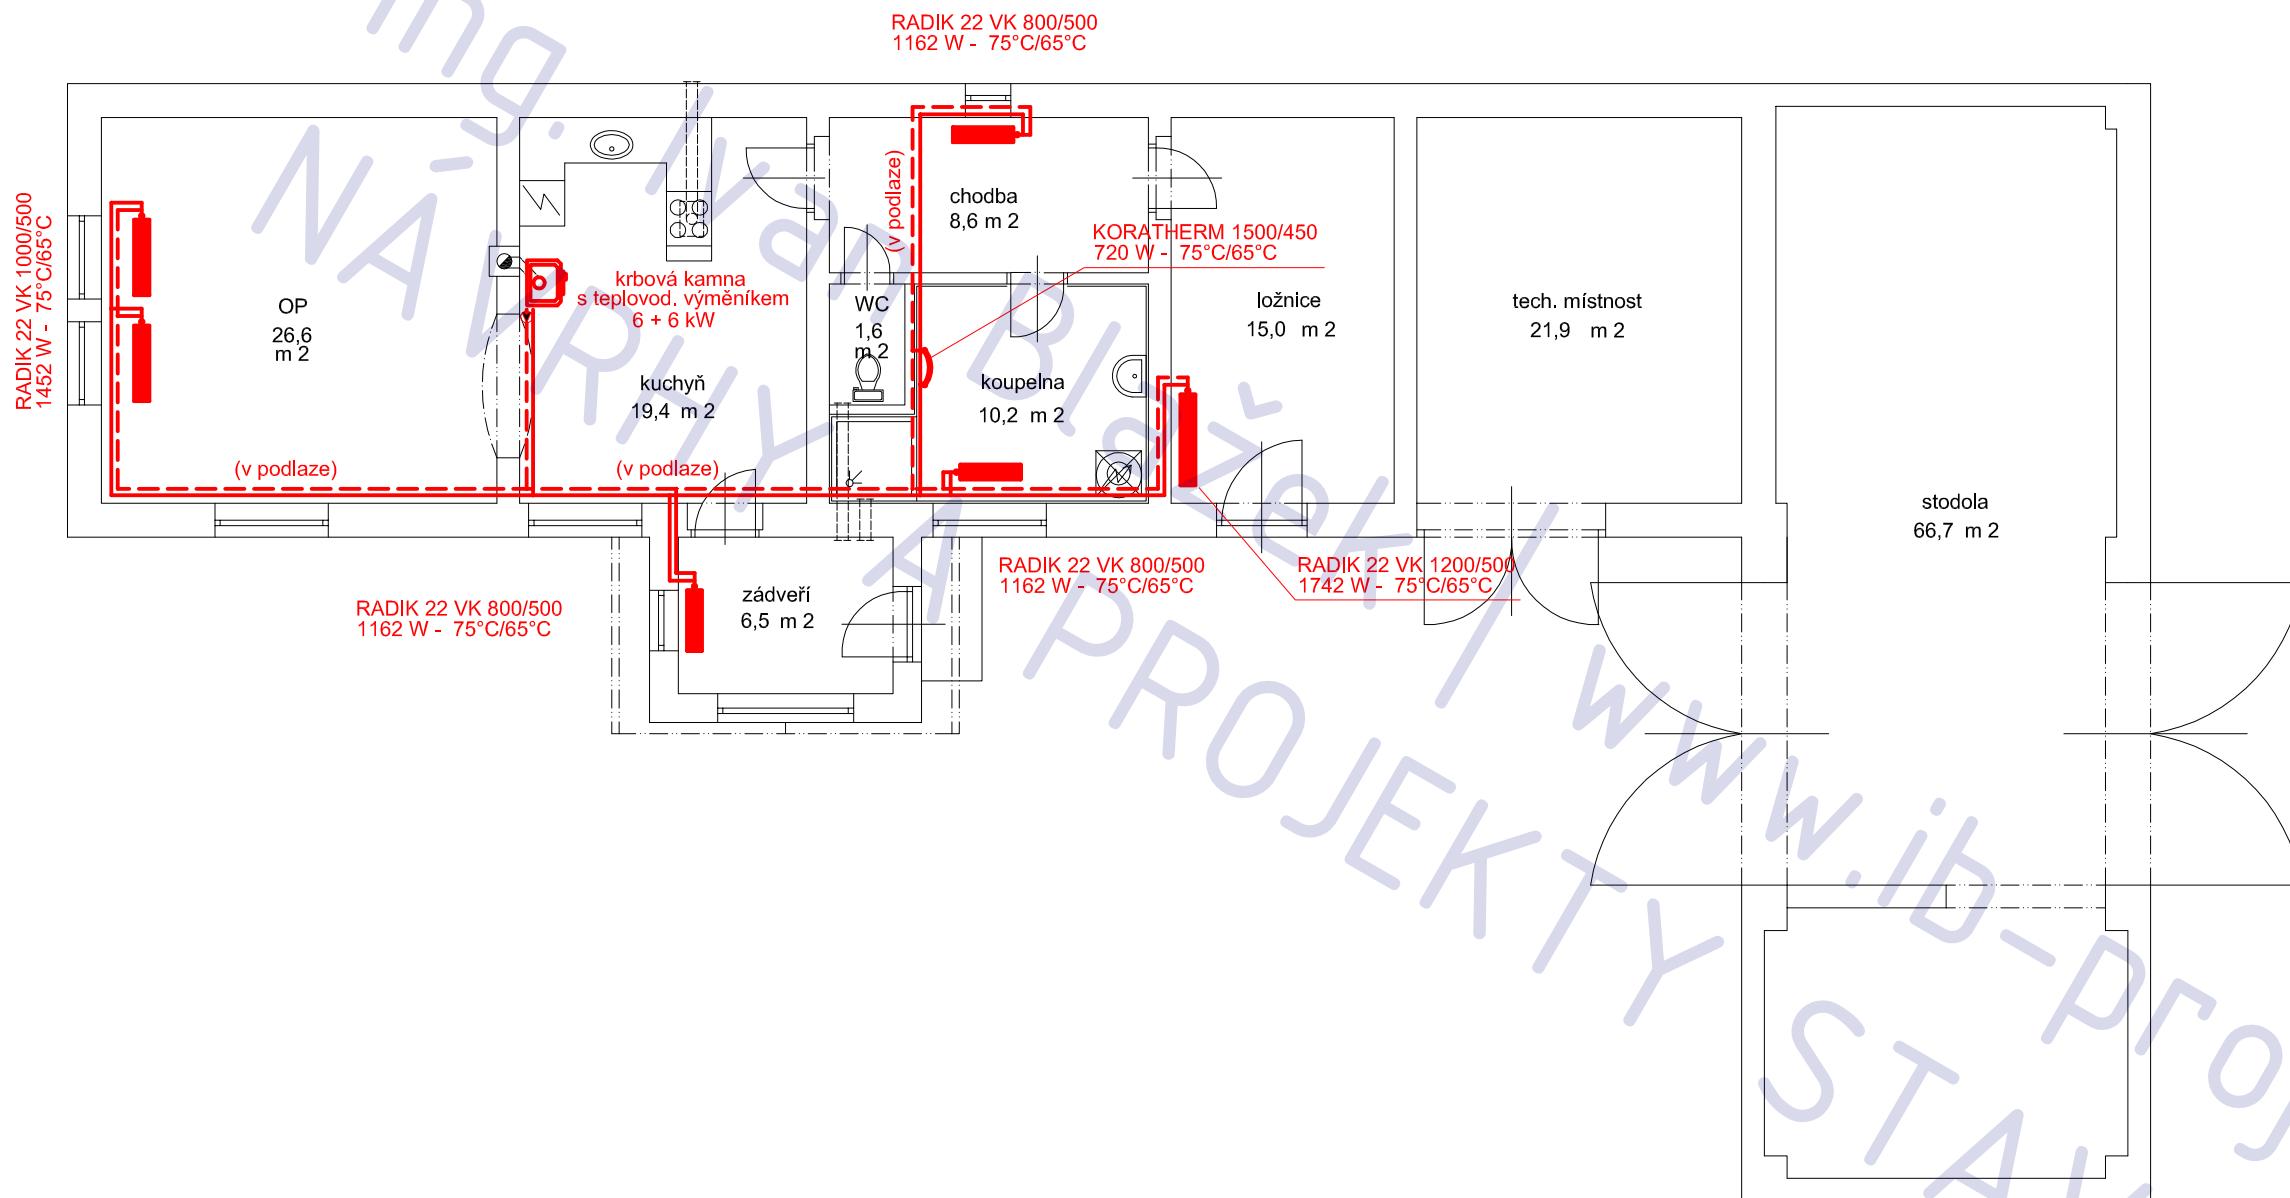 RADIK 22 VK 800/500
1162 W - 75°C/65°C
RADIK 22 VK 1000/500
1452 W - 75°C/65°C
OP
26,6
m 2
krbová kamna
s teplovod. výměníkem
6 + 6 kW
kuchyň
19,4 m 2
(v podlaze)
(v podlaze)
(v podlaze)
WC
1,6
m 2
chodba
8,6 m 2
KORATHERM 1500/450
720 W - 75°C/65°C
koupelna
10,2 m 2
ložnice
15,0 m 2
tech. místnost
21,9 m 2
stodola
66,7 m 2
RADIK 22 VK 800/500
1162 W - 75°C/65°C
zádveří
6,5 m 2
RADIK 22 VK 800/500
1162 W - 75°C/65°C
RADIK 22 VK 1200/500
1742 W - 75°C/65°C
Ing. Ivan Blažek | www.ib-proj
NÁVRHY A PROJEKTY STAV